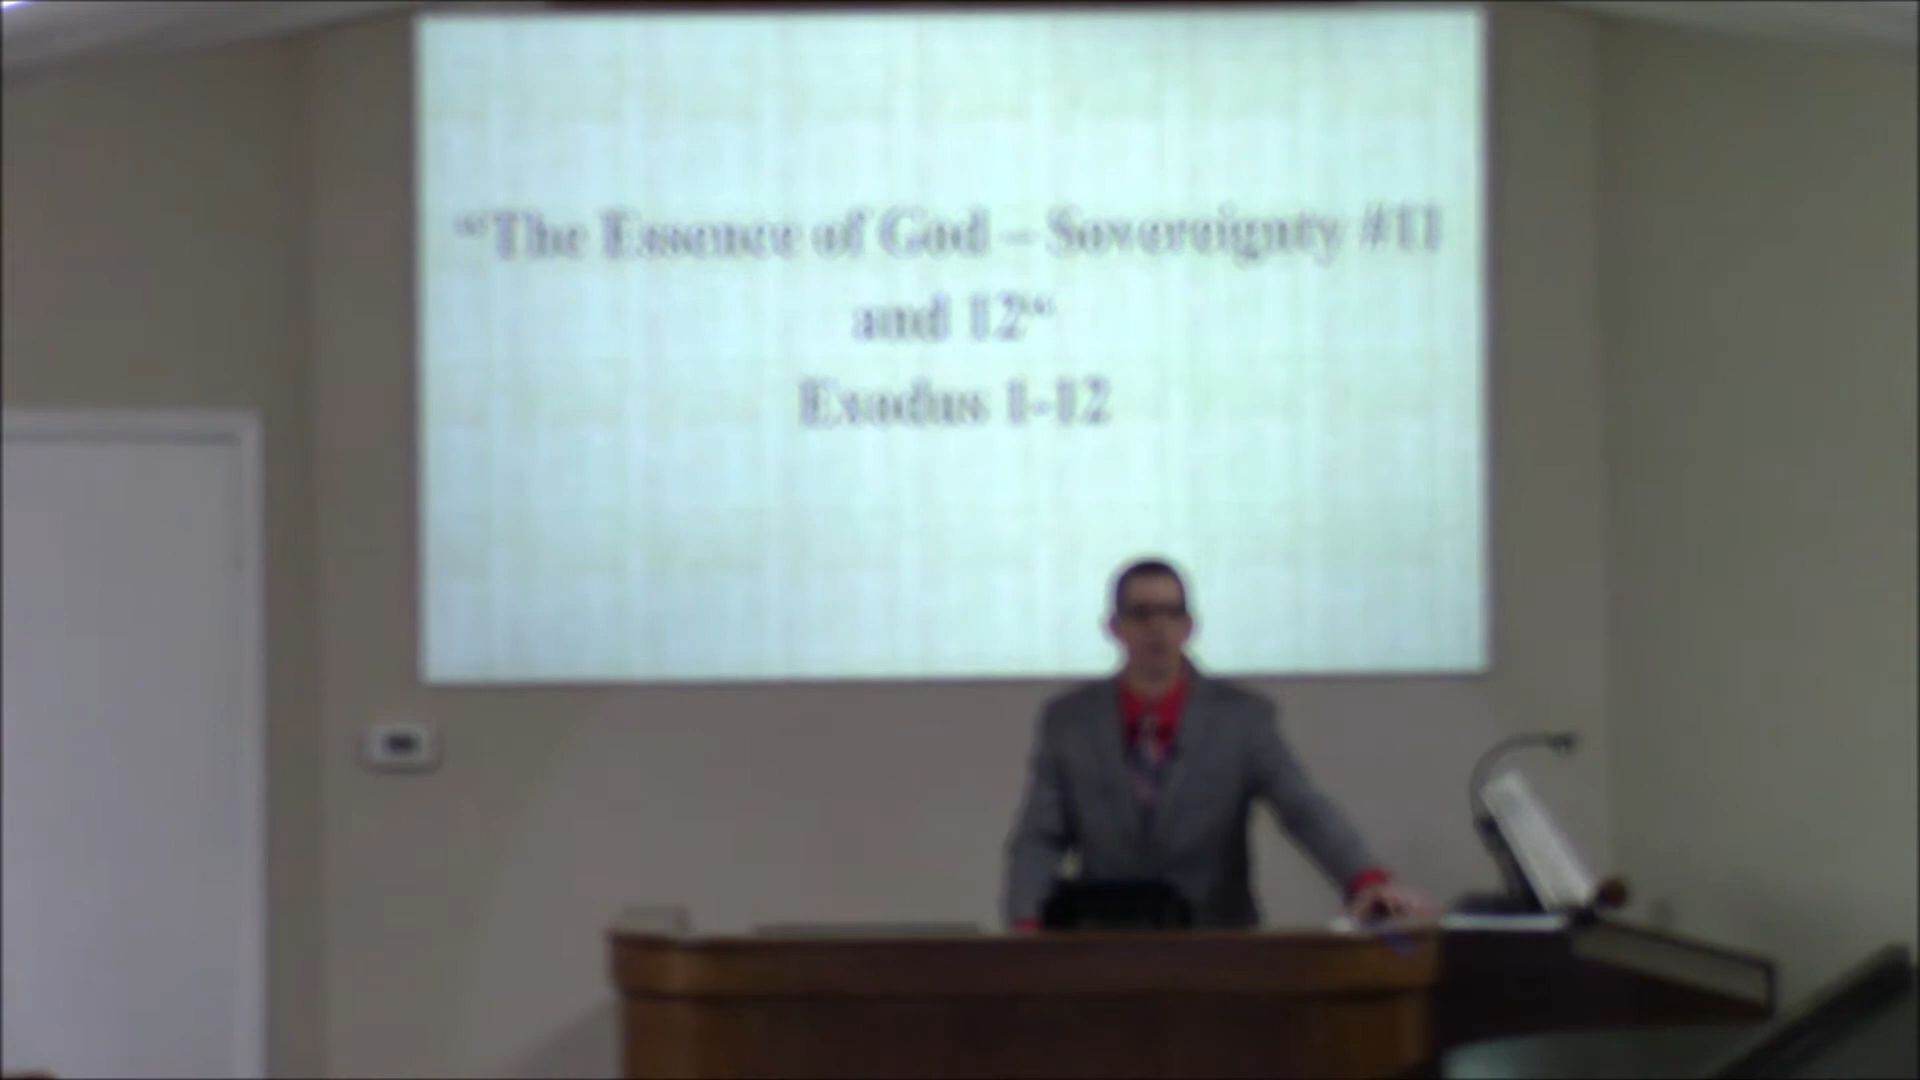 “The Essence of God – Sovereignty #11
and 12“
Exodus 1-12